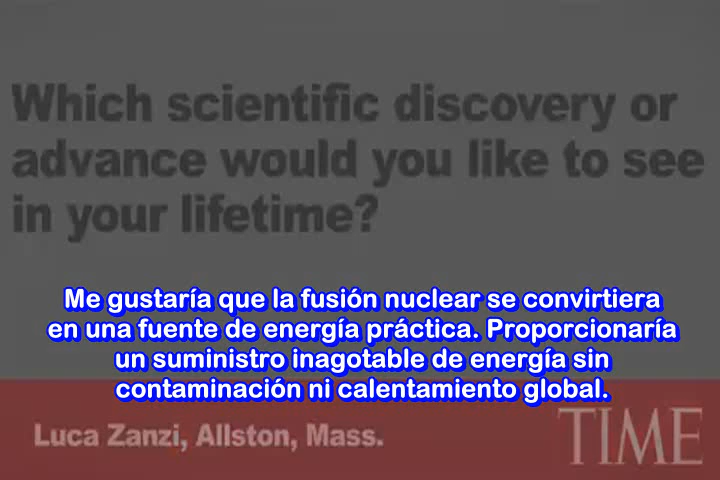 Which scientific discovery or
advance would you like to see
in your lifetime?
Me gustaría que la fusión nuclear se convirtiera
en una fuente de energía práctica. Proporcionaría
un suministro inagotable de energía sin
contaminación ni calentamiento global.
Luca Zanzi, Allston, Mass.
TIME